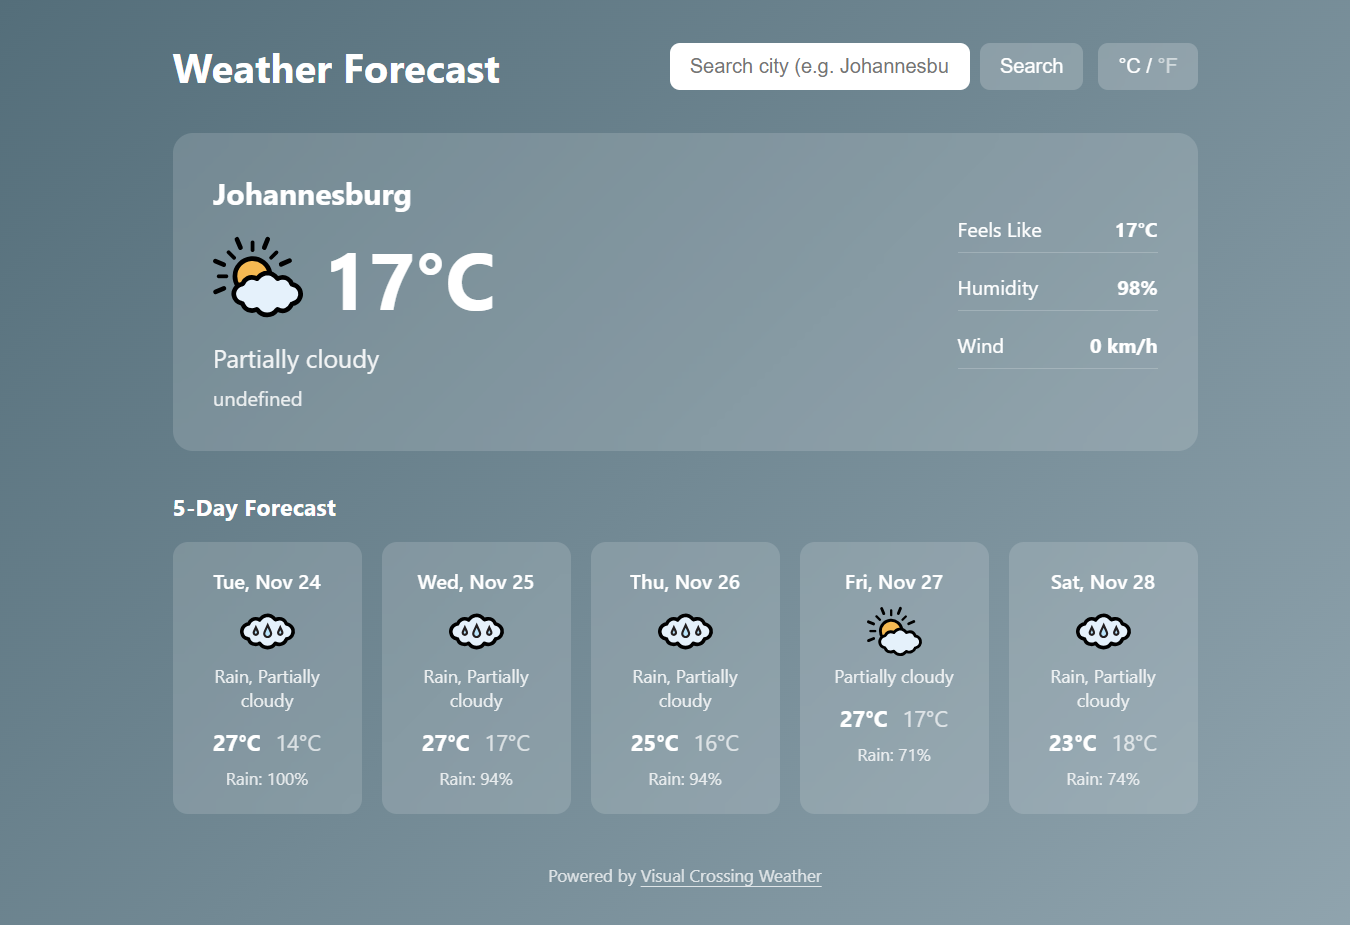 Weather Forecast
Search city (e.g. Johannesbu
Search
°C / °F
Johannesburg
17°C
Partially cloudy
undefined
Feels Like 17°C
Humidity 98%
Wind 0 km/h
5-Day Forecast
Tue, Nov 24
Rain, Partially
cloudy
27°C 14°C
Rain: 100%
Wed, Nov 25
Rain, Partially
cloudy
27°C 17°C
Rain: 94%
Thu, Nov 26
Rain, Partially
cloudy
25°C 16°C
Rain: 94%
Fri, Nov 27
Partially cloudy
27°C 17°C
Rain: 71%
Sat, Nov 28
Rain, Partially
cloudy
23°C 18°C
Rain: 74%
Powered by Visual Crossing Weather